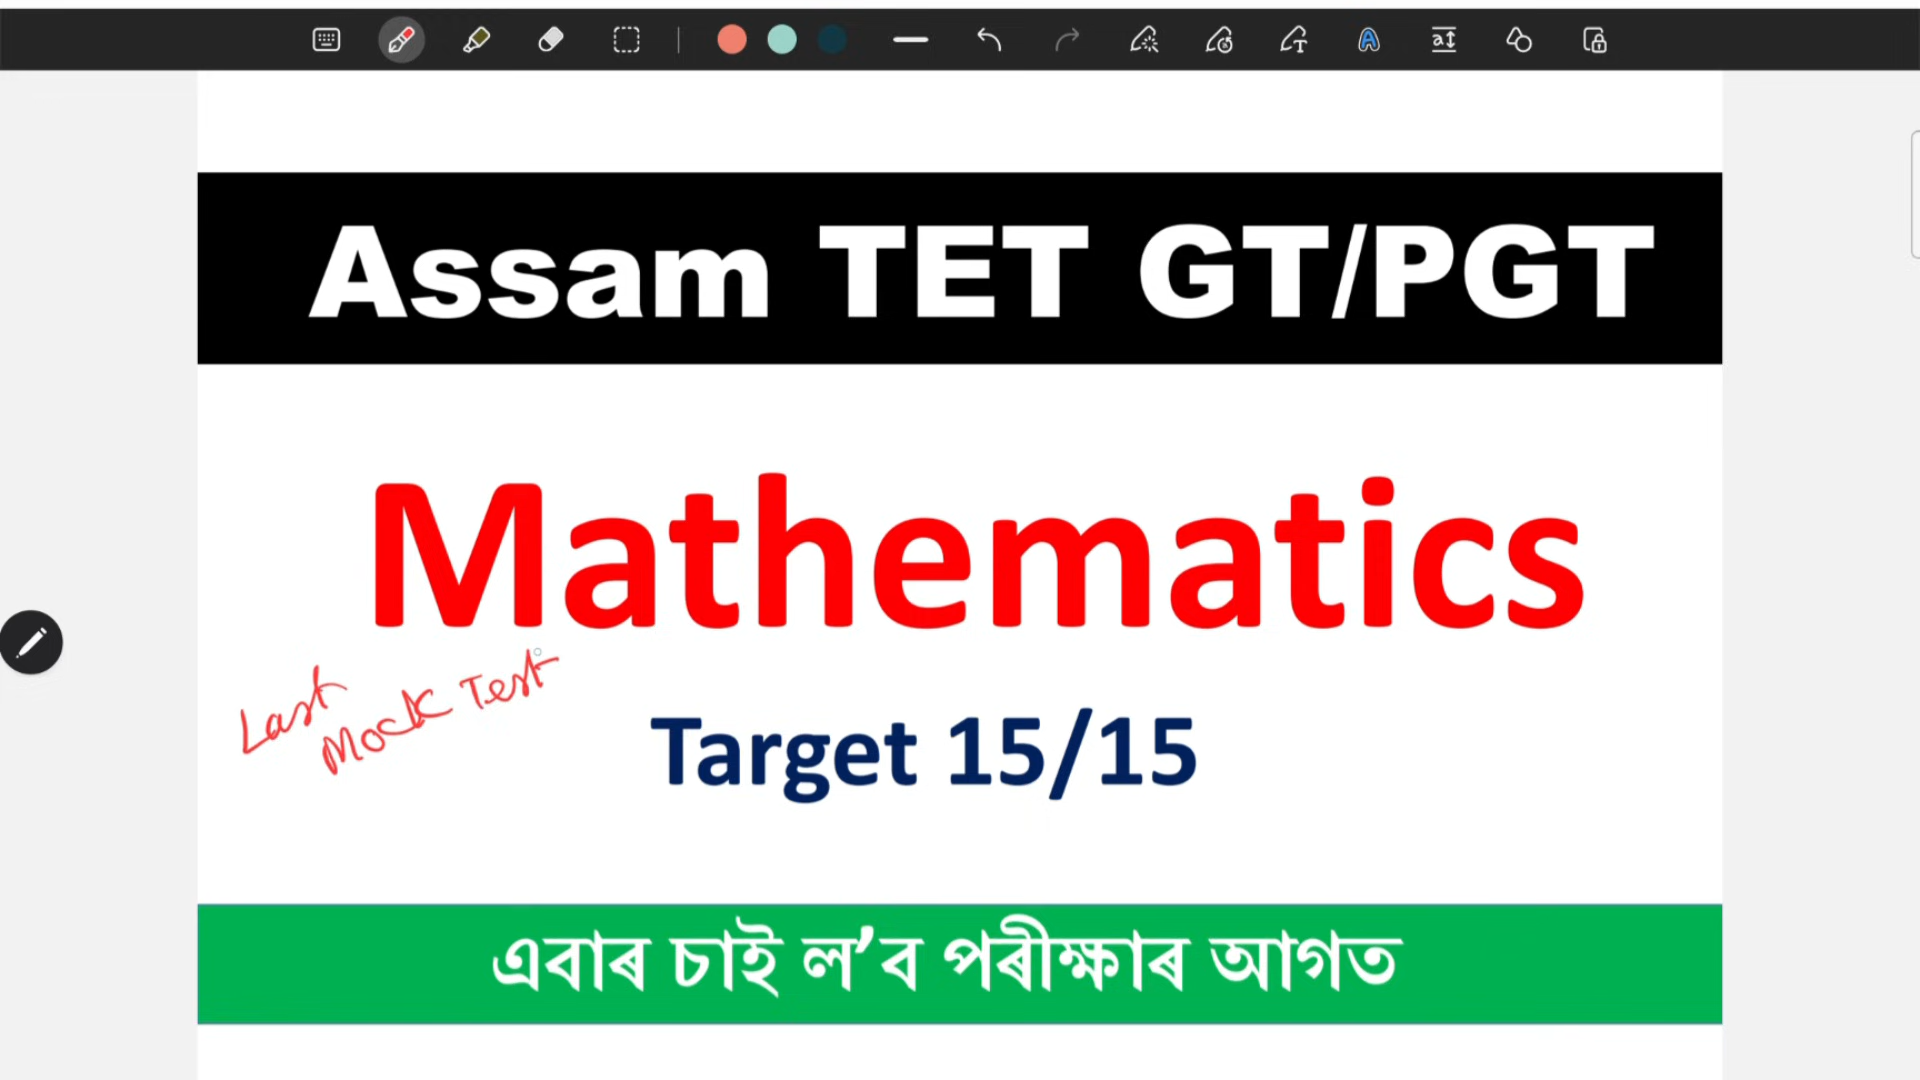 Assam TET GT/PGT
Mathematics
Last
Mock Test
Target 15/15
এবাৰ চাই ল’ব পৰীক্ষাৰ আগত